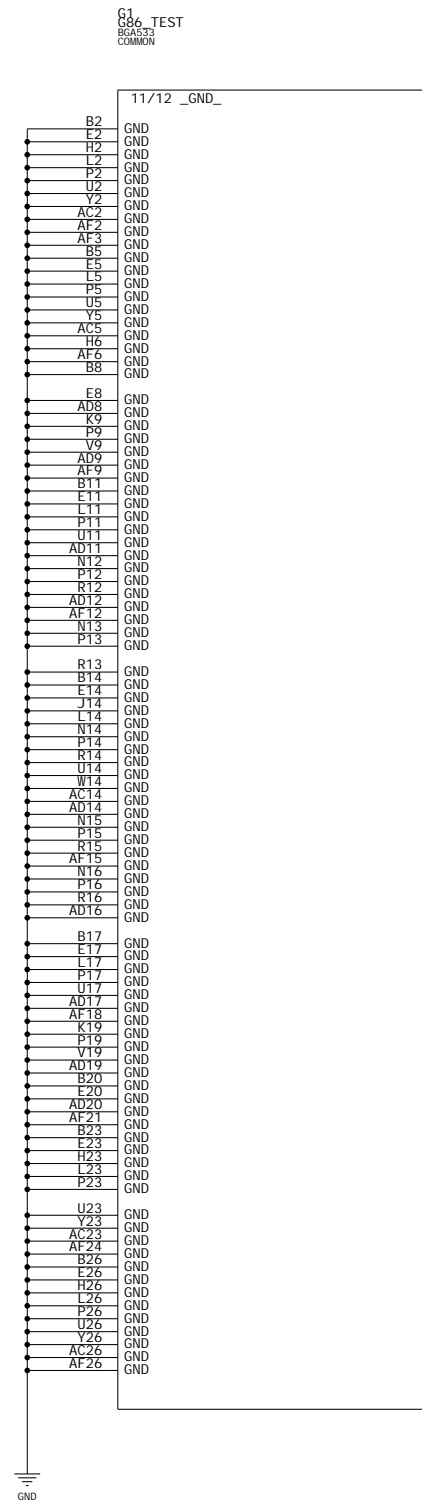 G1
G86_TEST
BGA533
COMMON
11/12 _GND_
B2 GND
E2 GND
H2 GND
L2 GND
P2 GND
U2 GND
Y2 GND
AC2 GND
AF2 GND
AF3 GND
B5 GND
E5 GND
L5 GND
P5 GND
U5 GND
Y5 GND
AC5 GND
H6 GND
AF6 GND
B8 GND
E8 GND
AD8 GND
K9 GND
P9 GND
V9 GND
AD9 GND
AF9 GND
B11 GND
E11 GND
L11 GND
P11 GND
U11 GND
AD11 GND
N12 GND
P12 GND
R12 GND
AD12 GND
AF12 GND
N13 GND
P13 GND
R13 GND
B14 GND
E14 GND
J14 GND
L14 GND
N14 GND
P14 GND
R14 GND
U14 GND
W14 GND
AC14 GND
AD14 GND
N15 GND
P15 GND
R15 GND
AF15 GND
N16 GND
P16 GND
R16 GND
AD16 GND
B17 GND
E17 GND
L17 GND
P17 GND
U17 GND
AD17 GND
AF18 GND
K19 GND
P19 GND
V19 GND
AD19 GND
B20 GND
E20 GND
AD20 GND
AF21 GND
B23 GND
E23 GND
H23 GND
L23 GND
P23 GND
U23 GND
Y23 GND
AC23 GND
AF24 GND
B26 GND
E26 GND
H26 GND
L26 GND
P26 GND
U26 GND
Y26 GND
AC26 GND
AF26 GND
GND